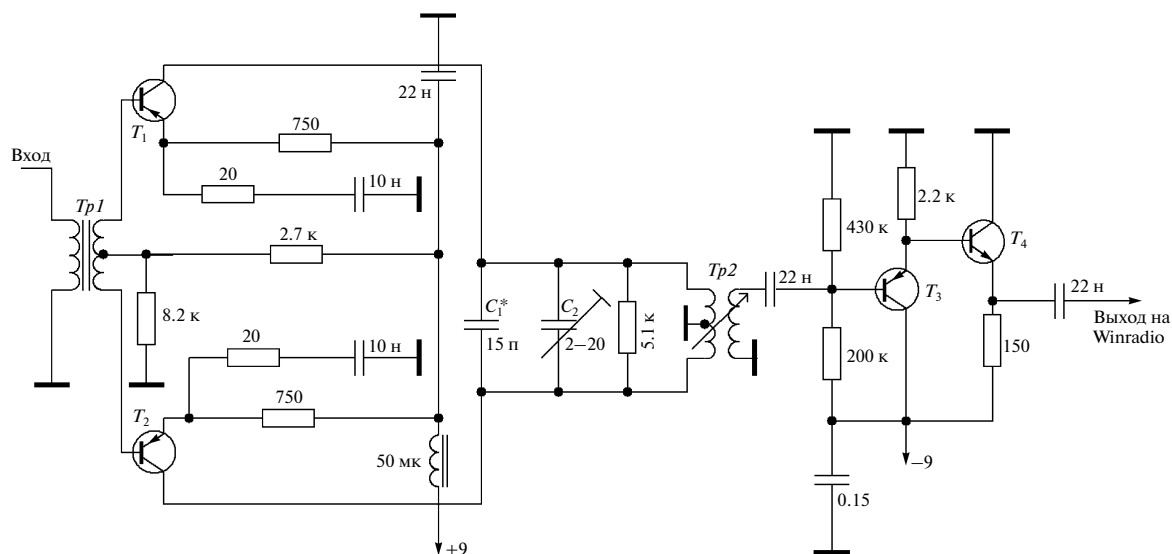 22 н
T1
750
Вход
20
10 н
Тр1
2.7 к
8.2 к
20
10 н
T2
750
50 мк
+9
C1*
15 п
C2
2–20
5.1 к
Тр2
22 н
430 к
2.2 к
T4
T3
200 к
22 н
Выход на
Winradio
150
–9
0.15